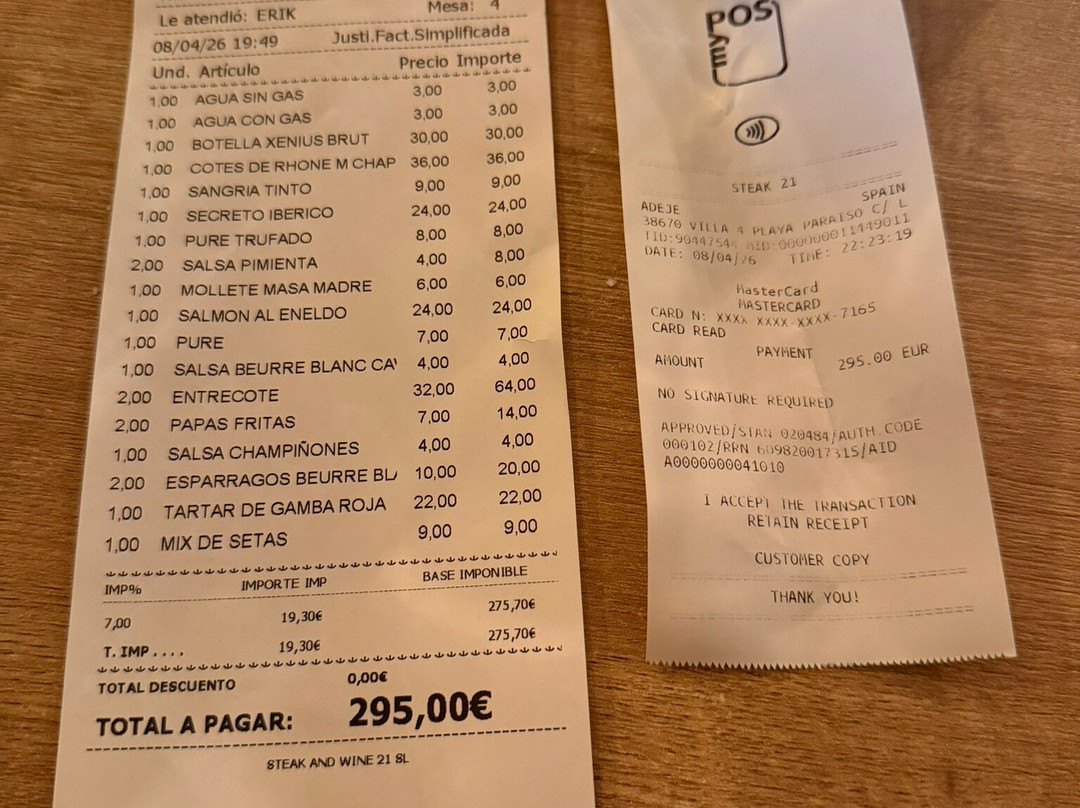 Le atendió: ERIK Mesa: 4
08/04/26 19:49 Justi.Fact.Simplificada
Und. Artículo Precio Importe
1,00 AGUA SIN GAS 3,00 3,00
1,00 AGUA CON GAS 3,00 3,00
1,00 BOTELLA XENIUS BRUT 30,00 30,00
1,00 COTES DE RHONE M CHAP 36,00 36,00
1,00 SANGRIA TINTO 9,00 9,00
1,00 SECRETO IBERICO 24,00 24,00
1,00 PURE TRUFADO 8,00 8,00
2,00 SALSA PIMIENTA 4,00 8,00
1,00 MOLLETE MASA MADRE 6,00 6,00
1,00 SALMON AL ENELDO 24,00 24,00
1,00 PURE 7,00 7,00
1,00 SALSA BEURRE BLANC CA 4,00 4,00
2,00 ENTRECOTE 32,00 64,00
2,00 PAPAS FRITAS 7,00 14,00
1,00 SALSA CHAMPIÑONES 4,00 4,00
2,00 ESPARRAGOS BEURRE BL 10,00 20,00
1,00 TARTAR DE GAMBA ROJA 22,00 22,00
1,00 MIX DE SETAS 9,00 9,00
IMP% IMPORTE IMP BASE IMPONIBLE
7,00 19,30€ 275,70€
T. IMP.... 19,30€ 275,70€
TOTAL DESCUENTO 0,00€
TOTAL A PAGAR: 295,00€
STEAK AND WINE 21 SL
my
POS
STEAK 21
ADEJE SPAIN
38670 VILLA 4 PLAYA PARAISO C/ L
TID:90447544 MID:000000011449011
DATE: 08/04/26 TIME: 22:23:19
MasterCard
MASTERCARD
CARD N: XXXX XXXX-XXXX-7165
CARD READ
PAYMENT
AMOUNT 295.00 EUR
NO SIGNATURE REQUIRED
APPROVED/STAN 020484/AUTH.CODE
000102/RRN 609820017315/AID
A0000000041010
I ACCEPT THE TRANSACTION
RETAIN RECEIPT
CUSTOMER COPY
THANK YOU!